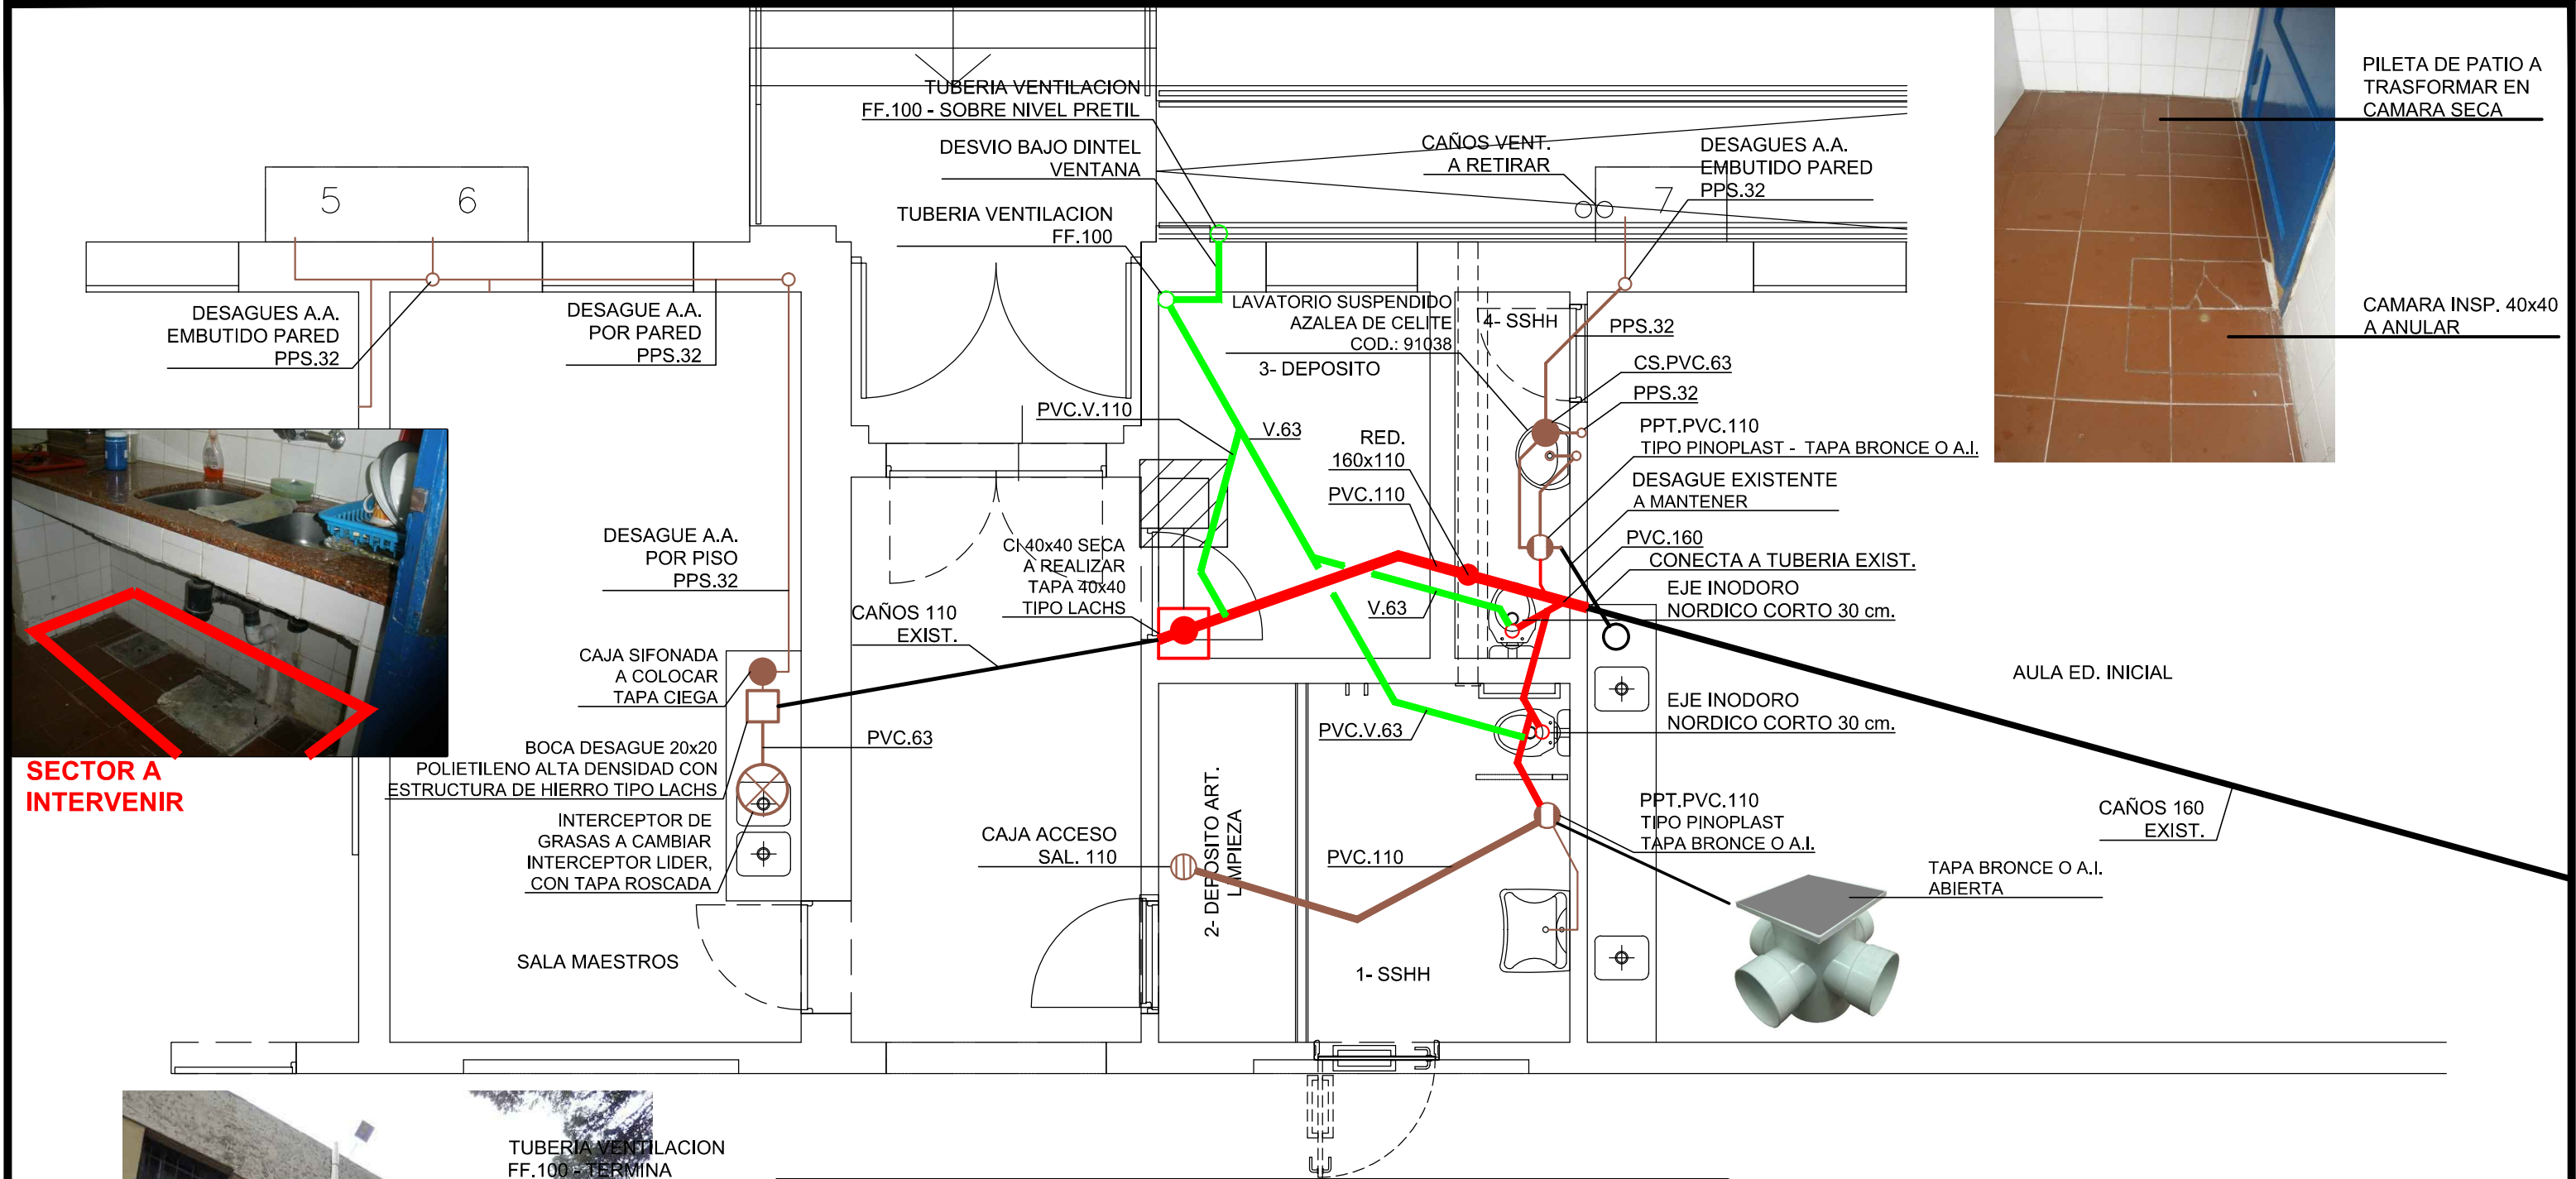 TUBERIA VENTILACION
FF.100 - SOBRE NIVEL PRETIL
DESVIO BAJO DINTEL
VENTANA
TUBERIA VENTILACION
FF.100
CAÑOS VENT.
A RETIRAR
DESAGUES A.A.
EMBUTIDO PARED
PPS.32
PILETA DE PATIO A
TRASFORMAR EN
CAMARA SECA
CAMARA INSP. 40x40
A ANULAR
5
6
7
DESAGUES A.A.
EMBUTIDO PARED
PPS.32
DESAGUE A.A.
POR PARED
PPS.32
LAVATORIO SUSPENDIDO
AZALEA DE CELITE
COD.: 91038
3- DEPOSITO
4- SSHH
PPS.32
CS.PVC.63
PPS.32
PPT.PVC.110
TIPO PINOPLAST - TAPA BRONCE O A.I.
DESAGUE EXISTENTE
A MANTENER
PVC.160
CONECTA A TUBERIA EXIST.
EJE INODORO
NORDICO CORTO 30 cm.
PVC.V.110
V.63
RED.
160x110
PVC.110
DESAGUE A.A.
POR PISO
PPS.32
CI 40x40 SECA
A REALIZAR
TAPA 40x40
TIPO LACHS
CAÑOS 110
EXIST.
V.63
CAJA SIFONADA
A COLOCAR
TAPA CIEGA
PVC.63
AULA ED. INICIAL
EJE INODORO
NORDICO CORTO 30 cm.
PVC.V.63
SECTOR A
INTERVENIR
BOCA DESAGUE 20x20
POLIETILENO ALTA DENSIDAD CON
ESTRUCTURA DE HIERRO TIPO LACHS
INTERCEPTOR DE
GRASAS A CAMBIAR
INTERCEPTOR LIDER,
CON TAPA ROSCADA
CAJA ACCESO
SAL. 110
2- DEPOSITO ART.
LIMPIEZA
PVC.110
PPT.PVC.110
TIPO PINOPLAST
TAPA BRONCE O A.I.
CAÑOS 160
EXIST.
TAPA BRONCE O A.I.
ABIERTA
SALA MAESTROS
1- SSHH
TUBERIA VENTILACION
FF.100 - TERMINA